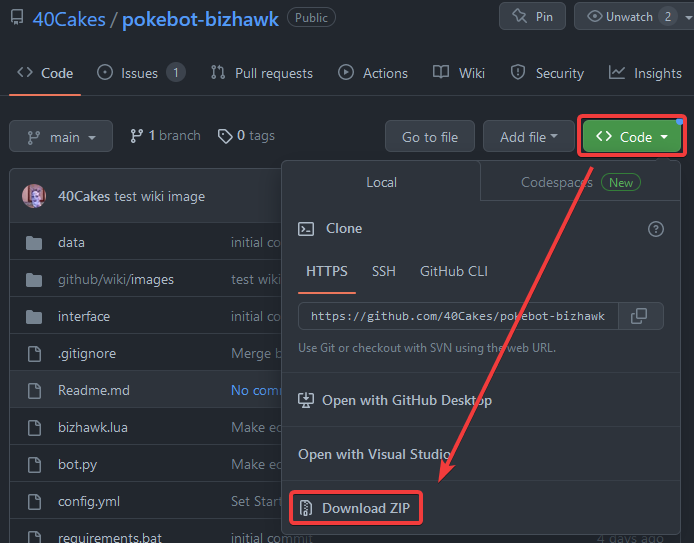 40Cakes / pokebot-bizhawk Public Pin Unwatch 2
Code Issues 1 Pull requests Actions Wiki Security Insights
main 1 branch 0 tags Go to file Add file Code
Local Codespaces New
40Cakes test wiki image
Clone
data initial co
github/wiki/images test wiki
HTTPS SSH GitHub CLI
interface initial co
https://github.com/40Cakes/pokebot-bizhawk
.gitignore Merge b
Use Git or checkout with SVN using the web URL.
Readme.md No comm
Open with GitHub Desktop
bizhawk.lua Make ec
bot.py Make ec
Open with Visual Studio
config.yml Set Start
Download ZIP
requirements.bat initial commit 4 days ago